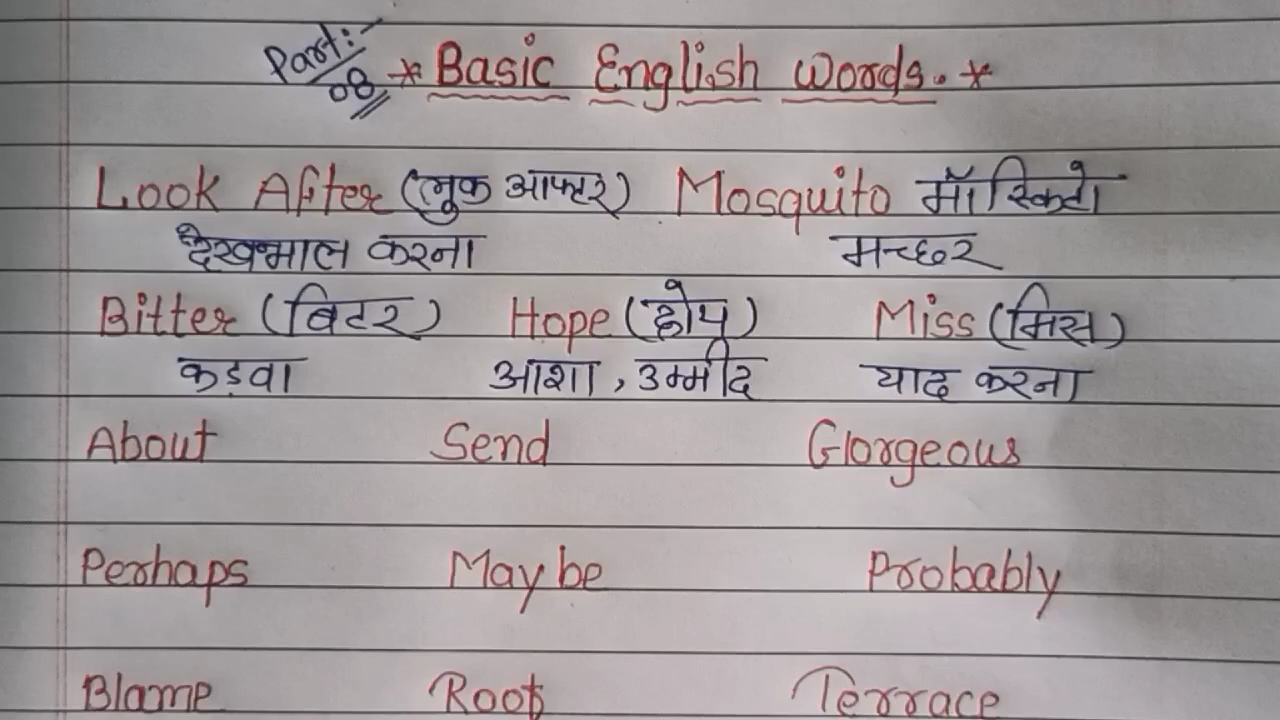 Part:- 08 * Basic English Words. *
Look After (लुक आफ्टर) Mosquito मॉस्किटो
देखभाल करना मच्छर
Bitter (बिटर) Hope (होप) Miss (मिस)
कड़वा आशा, उम्मीद याद करना
About Send Gorgeous
Perhaps May be Probably
Blame Terrace